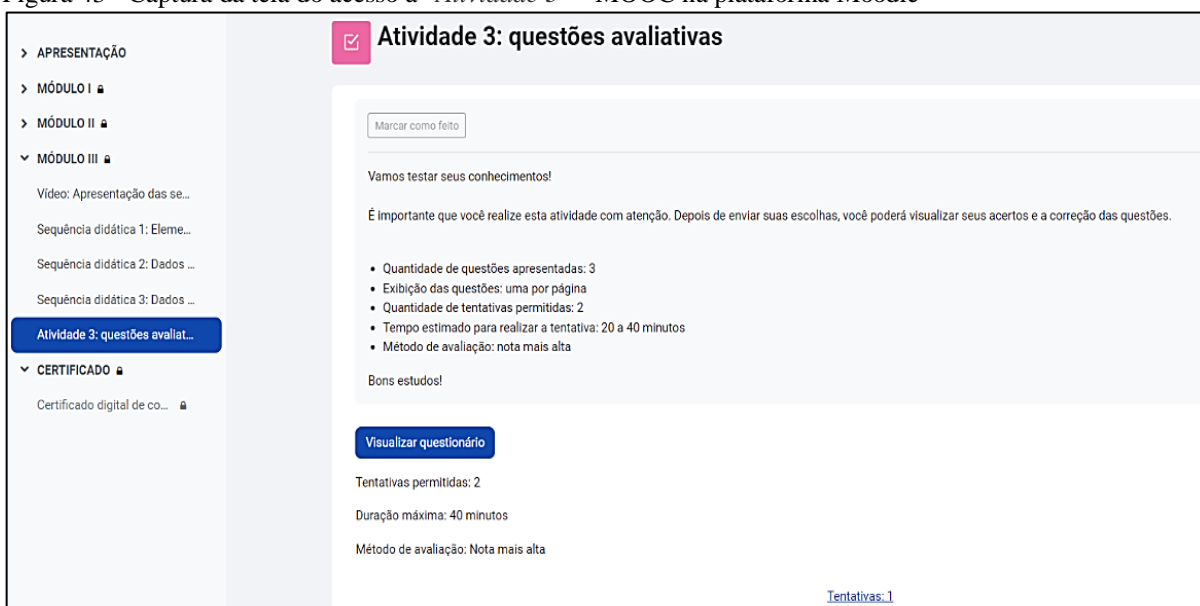 Figura 45 - Captura da tela do acesso à "Atividade 3" - MOOC na plataforma Moodle
APRESENTAÇÃO
MÓDULO I
MÓDULO II
MÓDULO III
Vídeo: Apresentação das se...
Sequência didática 1: Eleme...
Sequência didática 2: Dados ...
Sequência didática 3: Dados ...
Atividade 3: questões avaliat...
CERTIFICADO
Certificado digital de co...
Atividade 3: questões avaliativas
Marcar como feito
Vamos testar seus conhecimentos!
É importante que você realize esta atividade com atenção. Depois de enviar suas escolhas, você poderá visualizar seus acertos e a correção das questões.
• Quantidade de questões apresentadas: 3
• Exibição das questões: uma por página
• Quantidade de tentativas permitidas: 2
• Tempo estimado para realizar a tentativa: 20 a 40 minutos
• Método de avaliação: nota mais alta
Bons estudos!
Visualizar questionário
Tentativas permitidas: 2
Duração máxima: 40 minutos
Método de avaliação: Nota mais alta
Tentativas: 1